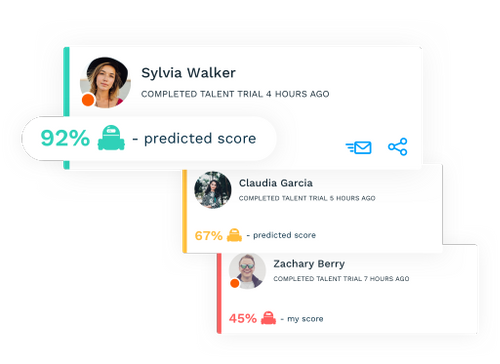 Sylvia Walker
COMPLETED TALENT TRIAL 4 HOURS AGO
92% - predicted score
Claudia Garcia
COMPLETED TALENT TRIAL 5 HOURS AGO
67% - predicted score
Zachary Berry
COMPLETED TALENT TRIAL 7 HOURS AGO
45% - my score